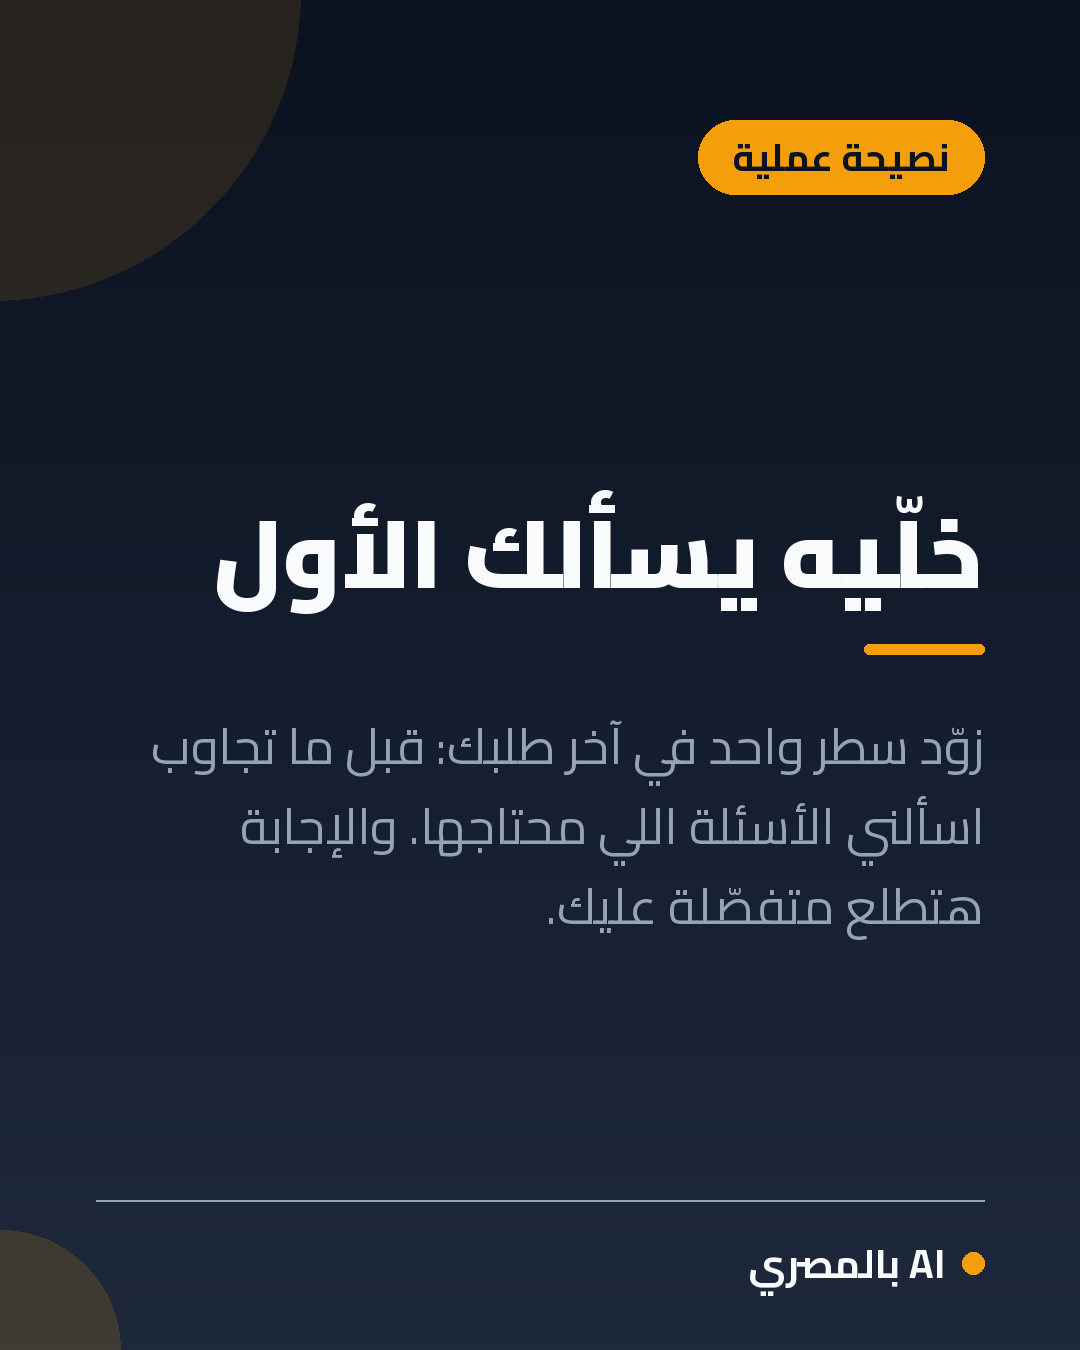 نصيحة عملية
خلّيه يسألك الأول
زوّد سطر واحد في آخر طلبك: قبل ما تجاوب
اسألني الأسئلة اللي محتاجها. والإجابة
هتطلع متفصّلة عليك.
AI بالمصري